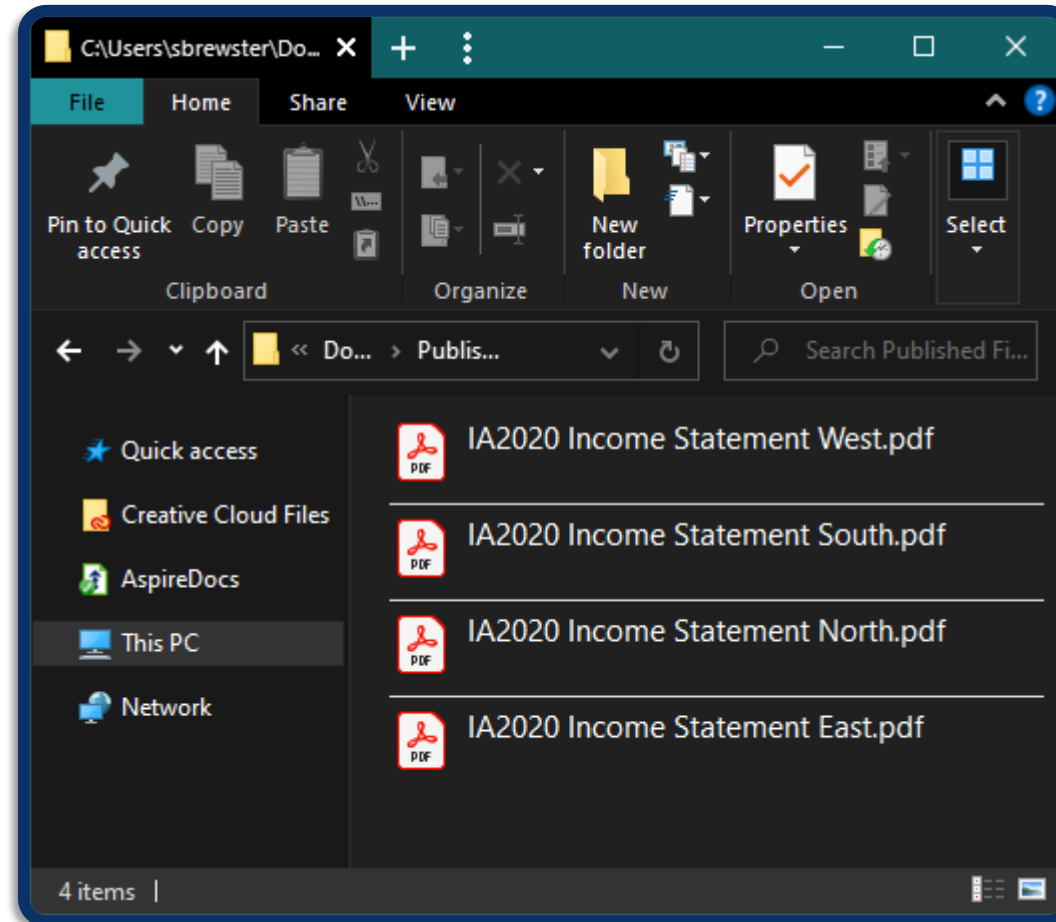 C:\Users\sbrewster\Do...
File Home Share View
Pin to Quick access Copy Paste New folder Properties Select
Clipboard Organize New Open
« Do... › Publis... Search Published Fi...
Quick access
Creative Cloud Files
AspireDocs
This PC
Network
IA2020 Income Statement West.pdf
PDF
IA2020 Income Statement South.pdf
PDF
IA2020 Income Statement North.pdf
PDF
IA2020 Income Statement East.pdf
PDF
4 items